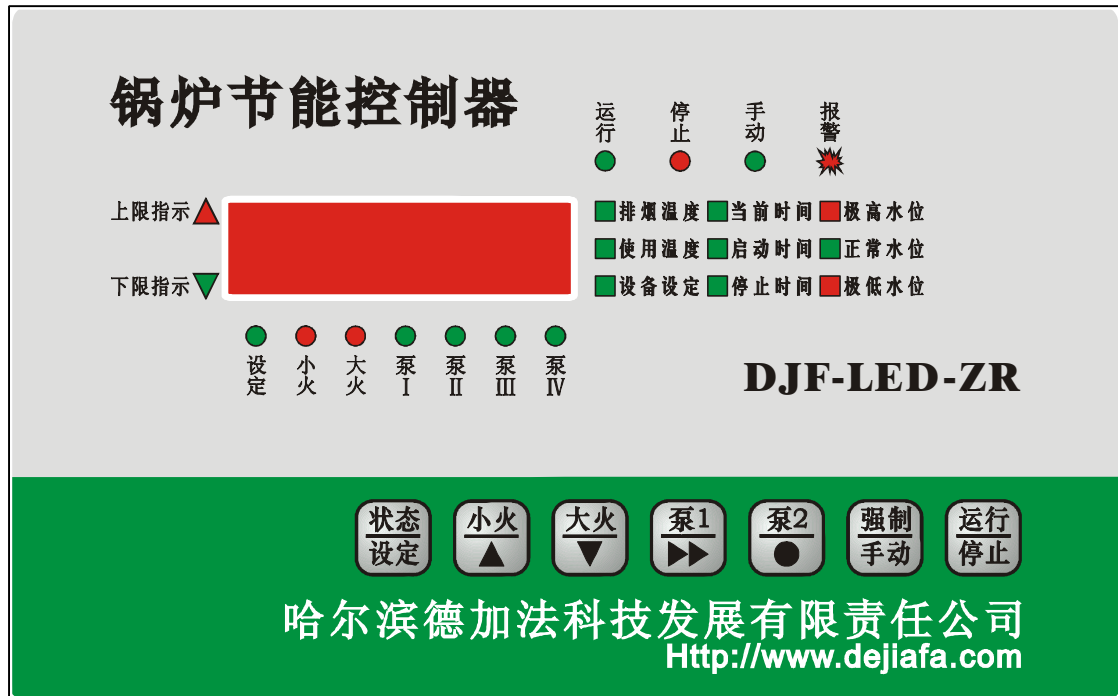 锅炉节能控制器
运行 停止 手动 报警
上限指示
下限指示
排烟温度 当前时间 极高水位
使用温度 启动时间 正常水位
设备设定 停止时间 极低水位
设定 小火 大火 泵I 泵II 泵III 泵IV
DJF-LED-ZR
状态 小火 大火 泵1 泵2 强制 运行
设定 手动 停止
哈尔滨德加法科技发展有限责任公司
Http://www.dejiafa.com